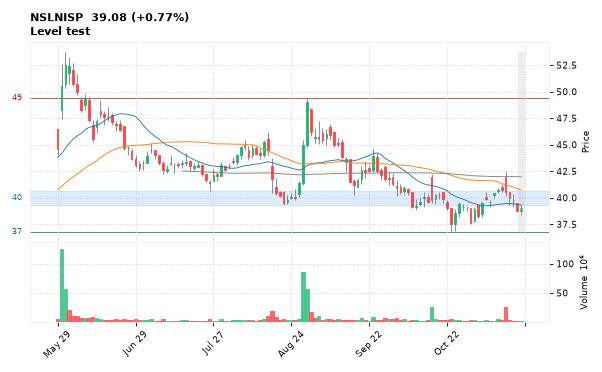 NSLNISP 39.08 (+0.77%)
Level test
52.5
50.0
49
47.5
45.0
42.5
40
40.0
37.5
37
Price
100
50
Volume 10⁶
May 29
Jun 29
Jul 27
Aug 24
Sep 22
Oct 22